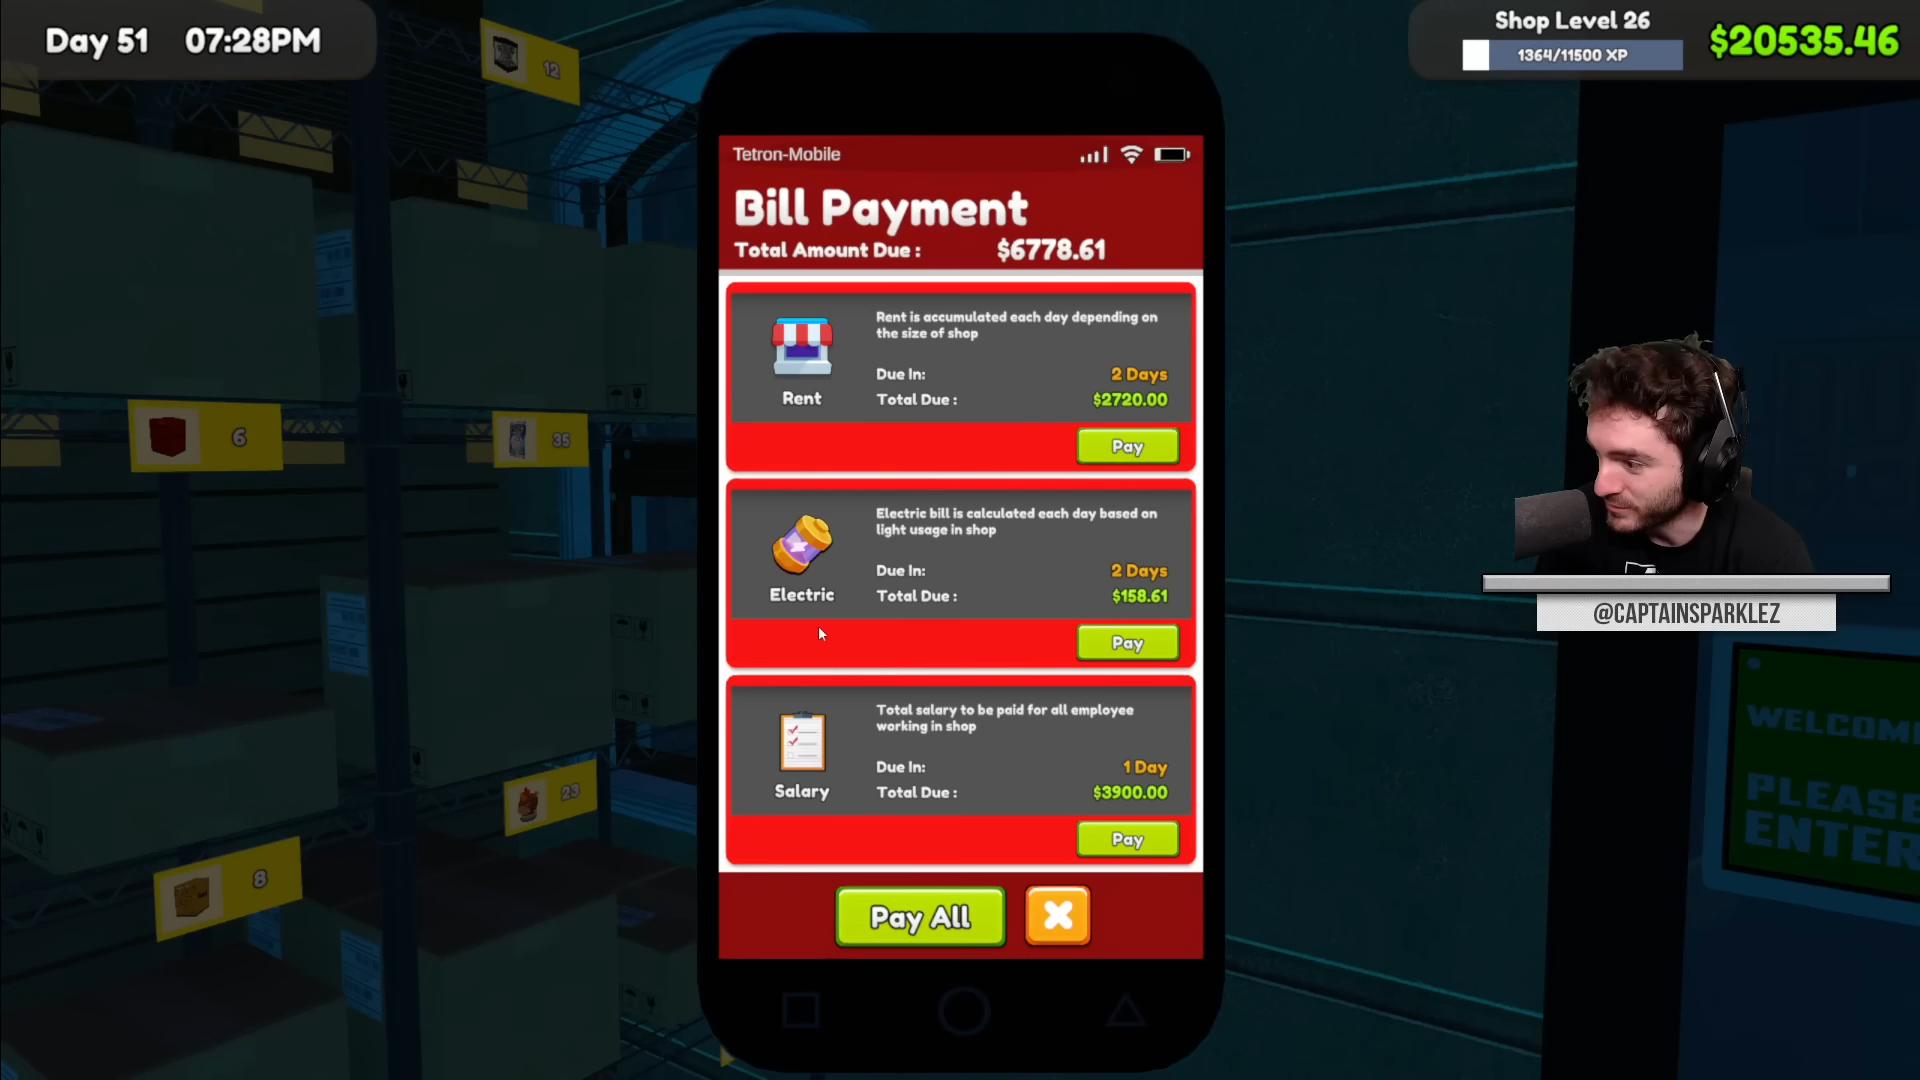 Day 51 07:28PM
Shop Level 26
1364/11500 XP
$20535.46
12
6
35
23
8
Tetron-Mobile
Bill Payment
Total Amount Due : $6778.61
Rent is accumulated each day depending on
the size of shop
Due In: 2 Days
Total Due : $2720.00
Rent
Pay
Electric bill is calculated each day based on
light usage in shop
Due In: 2 Days
Total Due : $158.61
Electric
Pay
Total salary to be paid for all employee
working in shop
Due In: 1 Day
Total Due : $3900.00
Salary
Pay
Pay All
@CAPTAINSPARKLEZ
WELCOM
PLEASE
ENTER